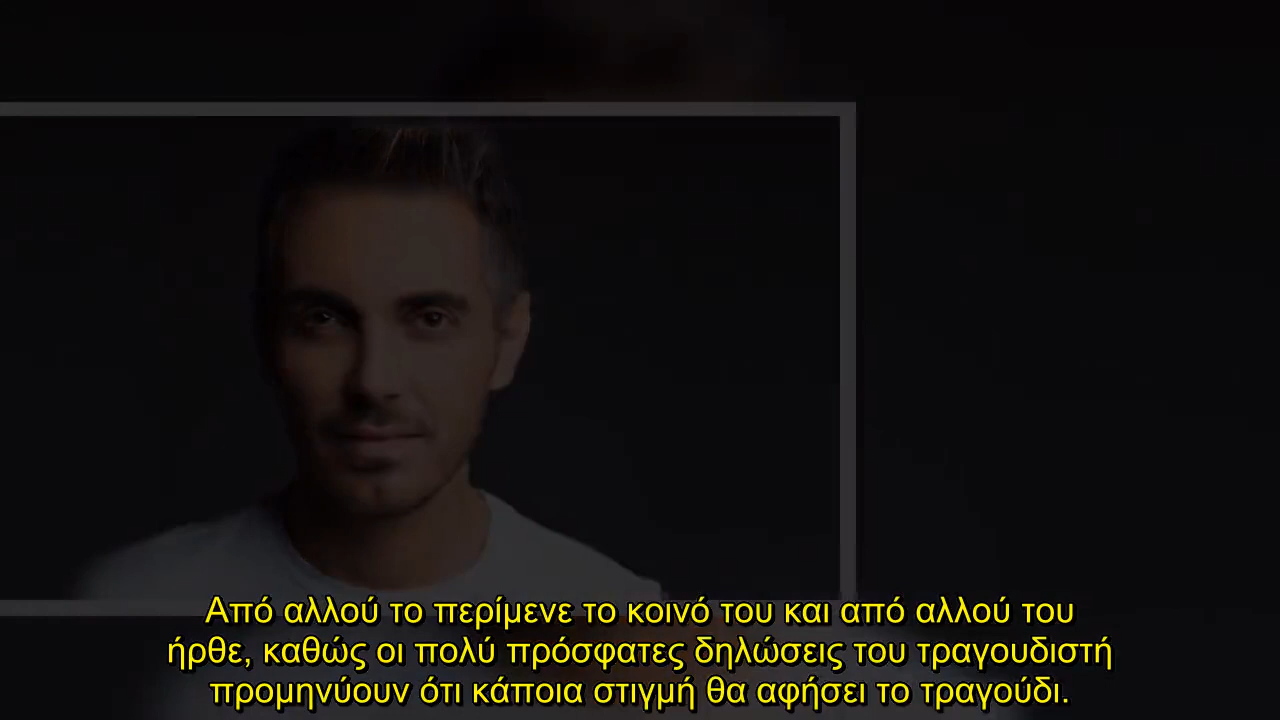 Από αλλού το περίμενε το κοινό του και από αλλού του
ήρθε, καθώς οι πολύ πρόσφατες δηλώσεις του τραγουδιστή
προμηνύουν ότι κάποια στιγμή θα αφήσει το τραγούδι.